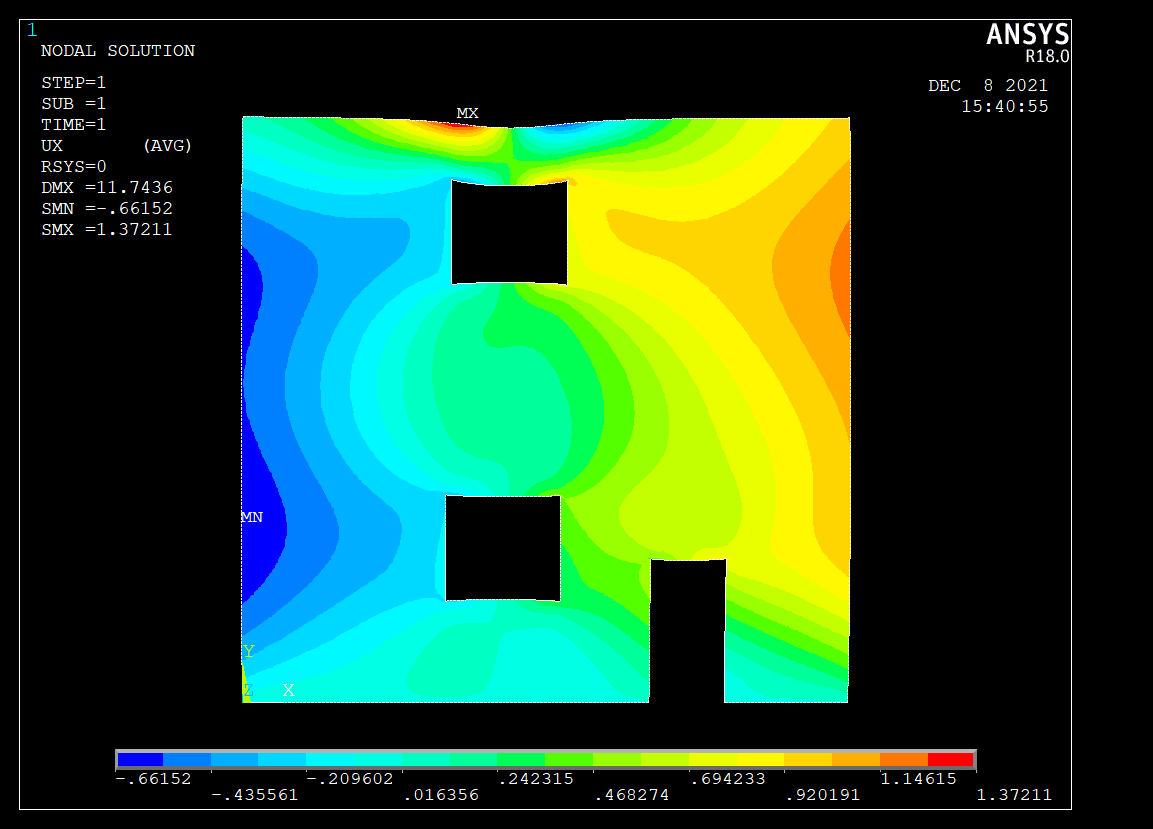 1
ANSYS
R18.0
NODAL SOLUTION
DEC 8 2021
15:40:55
STEP=1
SUB =1
TIME=1
UX (AVG)
RSYS=0
DMX =11.7436
SMN =-.66152
SMX =1.37211
MX
MN
Y
Z X
-.66152 -.209602 .242315 .694233 1.14615
-.435561 .016356 .468274 .920191 1.37211